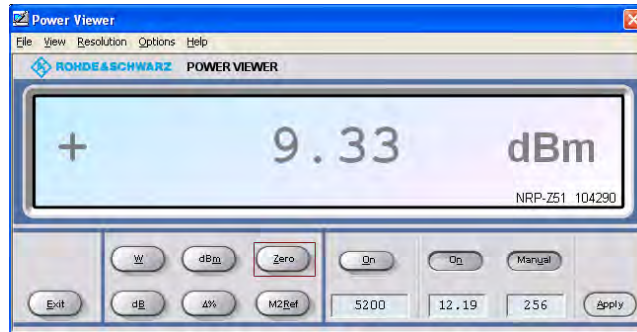 Power Viewer
File View Resolution Options Help
ROHDE&SCHWARZ POWER VIEWER
+ 9.33 dBm
NRP-Z51 104290
W dBm Zero On On Manual
Exit dB Δ% M2Ref 5200 12.19 256 Apply